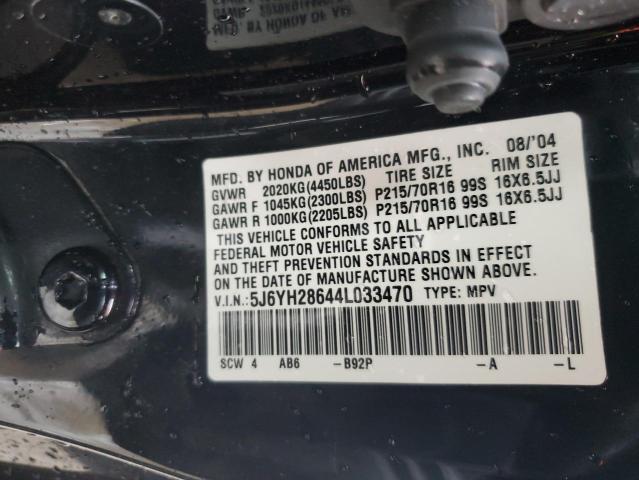 MFD. BY HONDA OF AMERICA MFG., INC. 08/'04
GVWR 2020KG(4450LBS) TIRE SIZE RIM SIZE
GAWR F 1045KG(2300LBS) P215/70R16 99S 16X6.5JJ
GAWR R 1000KG(2205LBS) P215/70R16 99S 16X6.5JJ
THIS VEHICLE CONFORMS TO ALL APPLICABLE
FEDERAL MOTOR VEHICLE SAFETY
AND THEFT PREVENTION STANDARDS IN EFFECT
ON THE DATE OF MANUFACTURE SHOWN ABOVE.
V.I.N.:5J6YH28644L033470 TYPE: MPV
SCW 4 AB6 -B92P -A -L